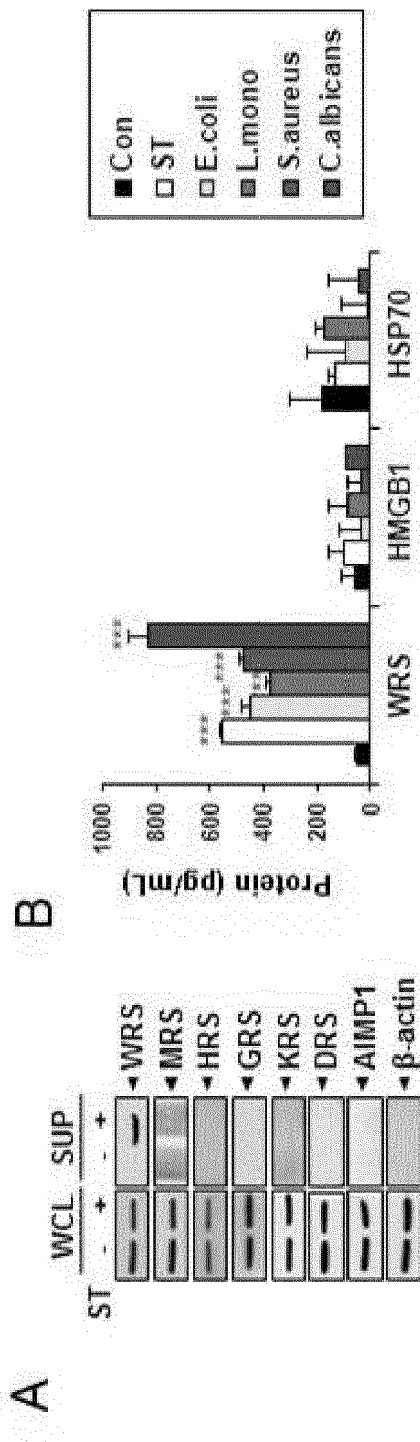 A
WCL SUP
ST - + - +
WRS
MRS
HRS
GRS
KRS
DRS
AIMP1
β-actin
B
Protein (pg/mL)
1000
800
600
400
200
0
***
***
***
WRS HMGB1 HSP70
Con
ST
E.coli
L.mono
S.aureus
C.albicans